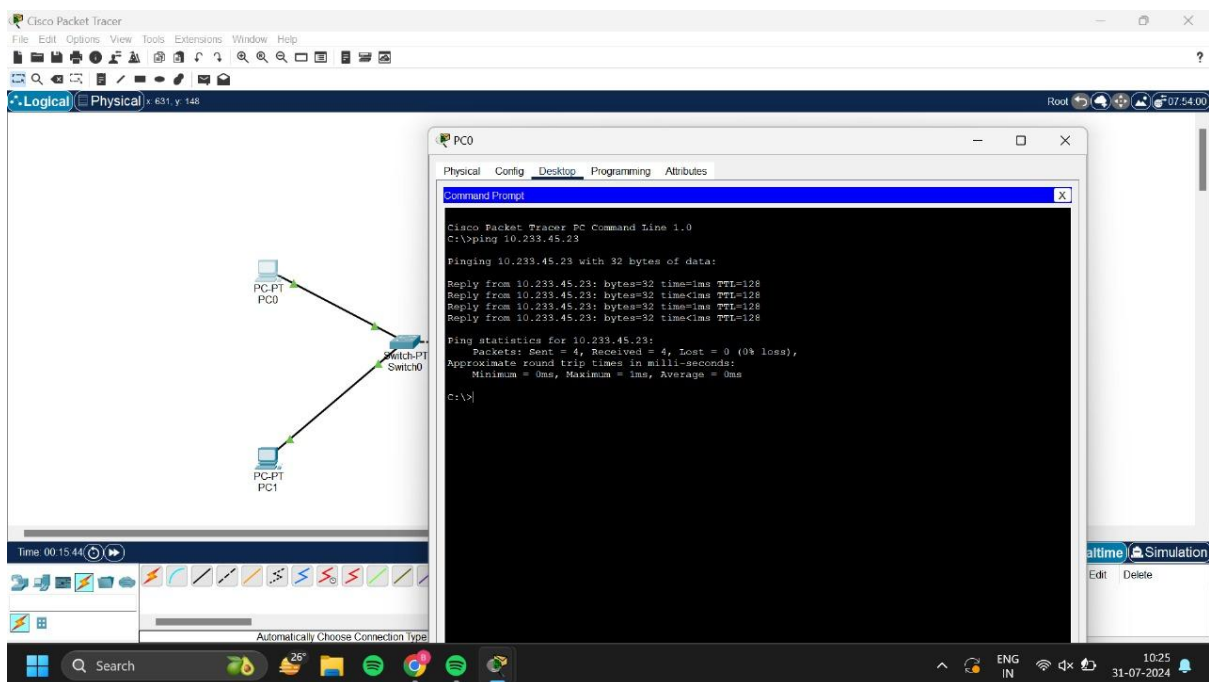 Cisco Packet Tracer
File Edit Options View Tools Extensions Window Help
?
Logical Physical x: 631, y: 148
Root 07:54:00
PC0
Physical Config Desktop Programming Attributes
Command Prompt
X
Cisco Packet Tracer PC Command Line 1.0
C:\>ping 10.233.45.23
Pinging 10.233.45.23 with 32 bytes of data:
Reply from 10.233.45.23: bytes=32 time=1ms TTL=128
Reply from 10.233.45.23: bytes=32 time<1ms TTL=128
Reply from 10.233.45.23: bytes=32 time=1ms TTL=128
Reply from 10.233.45.23: bytes=32 time<1ms TTL=128
Ping statistics for 10.233.45.23:
Packets: Sent = 4, Received = 4, Lost = 0 (0% loss),
Approximate round trip times in milli-seconds:
Minimum = 0ms, Maximum = 1ms, Average = 0ms
C:\>
PC-PT
PC0
Switch-PT
Switch0
PC-PT
PC1
Time: 00:15:44
altime Simulation
Edit Delete
Automatically Choose Connection Type
Search
26°
ENG
IN
10:25
31-07-2024